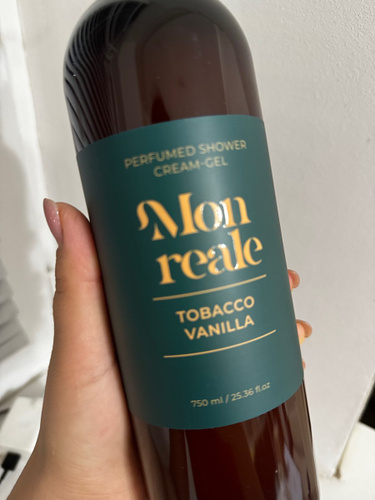 PERFUMED SHOWER
CREAM-GEL
Mon
reale
TOBACCO
VANILLA
750 ml / 25.36 fl.oz